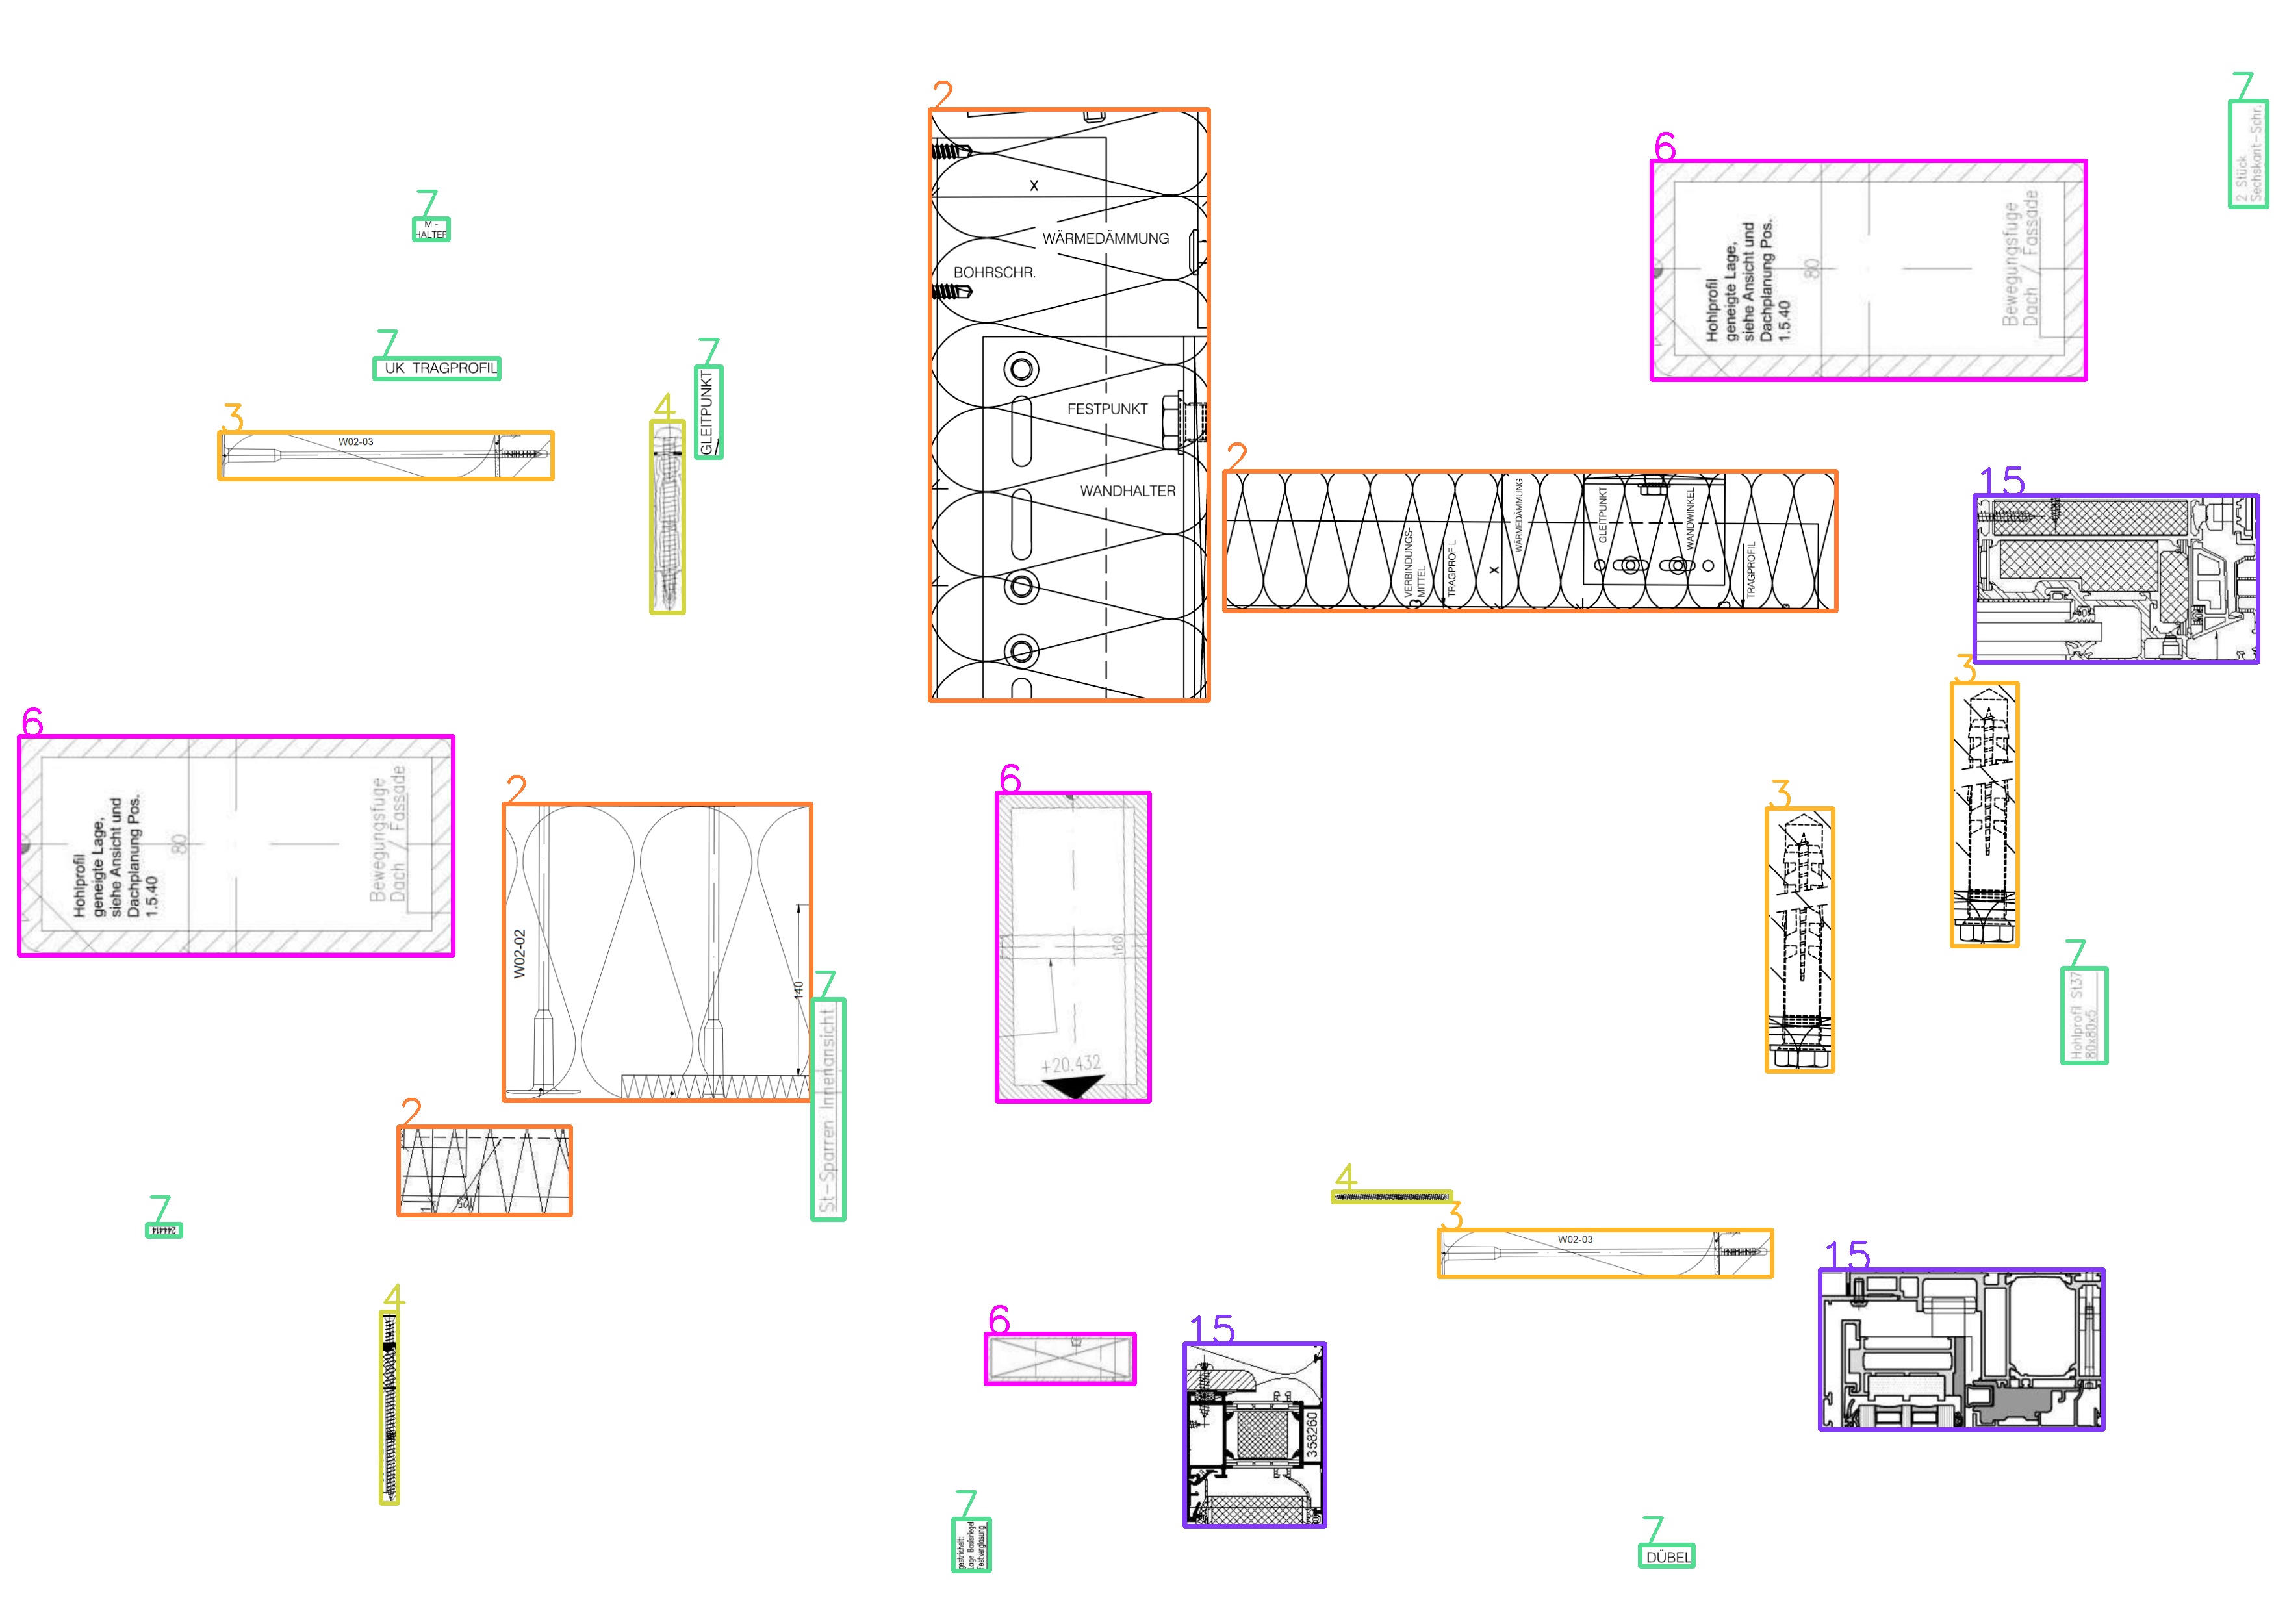 2
7
2 Stück
Sechskant-Schr.
6
7
M -
HALTER
X
WÄRMEDÄMMUNG
BOHRSCHR.
Hohlprofil
geneigte Lage,
siehe Ansicht und
Dachplanung Pos.
1.5.40
80
Bewegungsfuge
Dach / Fassade
7
UK TRAGPROFIL
7
GLEITPUNKT
4
3
W02-03
FESTPUNKT
WANDHALTER
2
VERBINDUNGS-
MITTEL
TRAGPROFIL
X
WÄRMEDÄMMUNG
GLEITPUNKT
WANDWINKEL
TRAGPROFIL
15
3
6
Hohlprofil
geneigte Lage,
siehe Ansicht und
Dachplanung Pos.
1.5.40
80
Bewegungsfuge
Dach / Fassade
2
W02-02
140
6
160
+20.432
3
7
Hohlprofil St37
80x80x5
7
St-Sparren Innenansicht
2
7
4
3
W02-03
15
4
6
15
358260
7
gestrichelt:
Lage Basisriegel
Festverglasung
7
DÜBEL